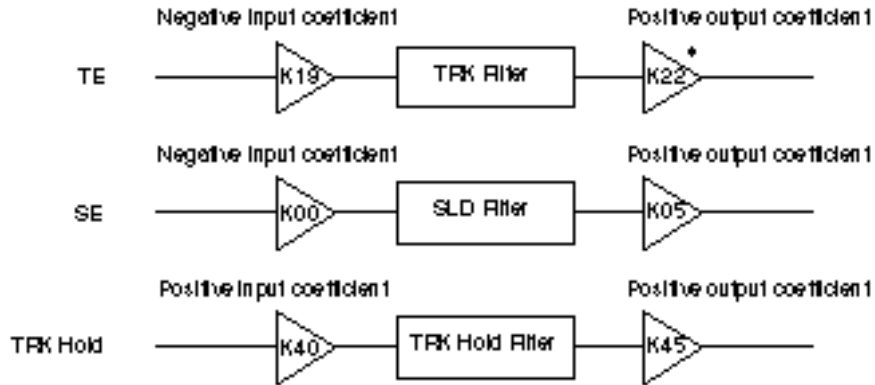 Negative input coefficient Positive output coefficient
TE K19 TRK Filter K22 *
Negative input coefficient Positive output coefficient
SE K00 SLD Filter K05
Positive input coefficient Positive output coefficient
TRK Hold K40 TRK Hold Filter K45